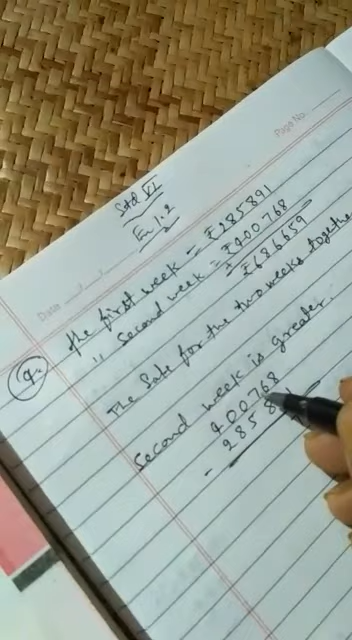 Page No.
Std VI
Ex 1.2
Date
4. The first week = ₹285891
" Second week = ₹400768
+ ₹686659
The Sale for the two weeks together
Second week is greater.
400768
- 285891